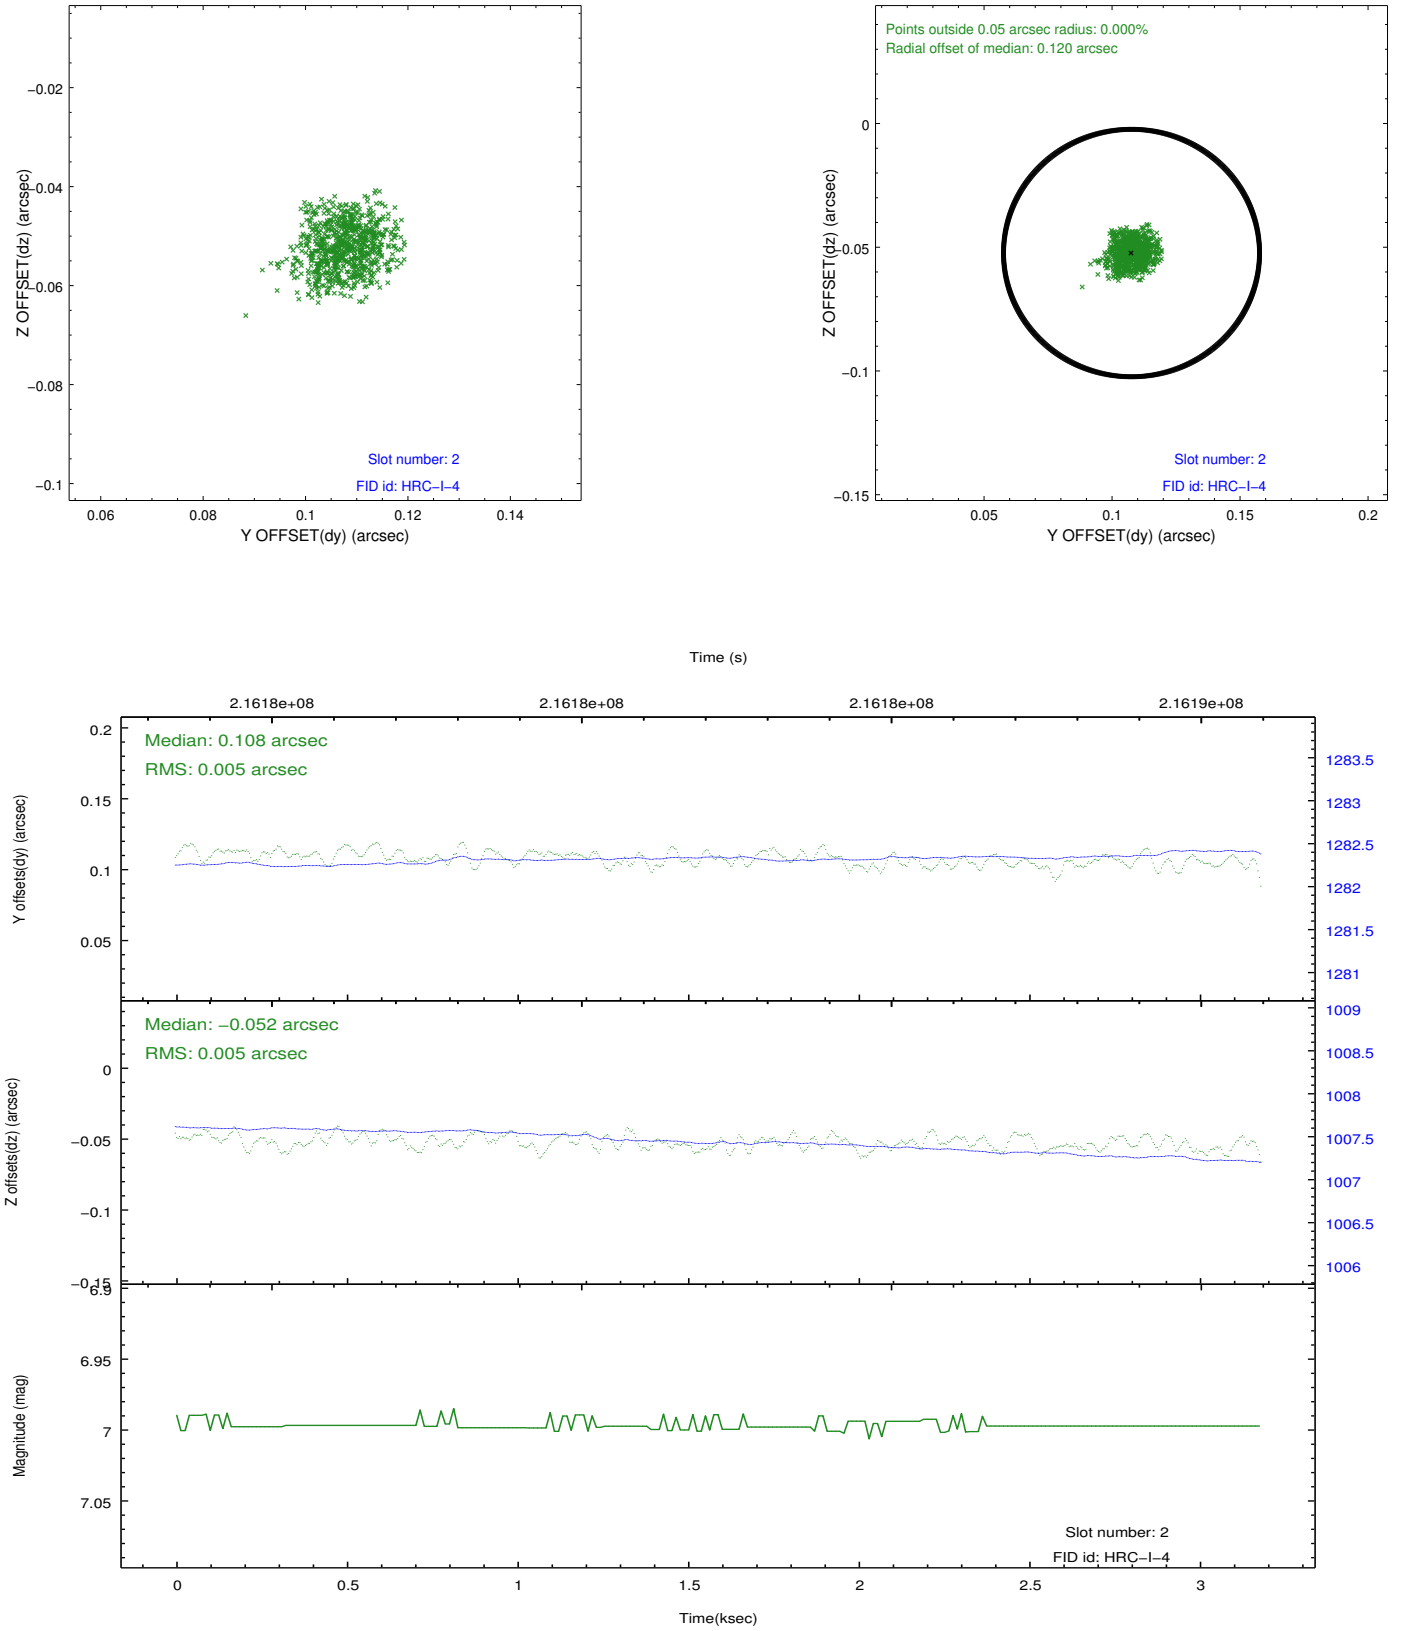 −0.02
−0.04
−0.06
−0.08
−0.1
Z OFFSET(dz) (arcsec)
Slot number: 2
FID id: HRC−I−4
0.06 0.08 0.1 0.12 0.14
Y OFFSET(dy) (arcsec)
Points outside 0.05 arcsec radius: 0.000%
Radial offset of median: 0.120 arcsec
0
−0.05
−0.1
−0.15
Z OFFSET(dz) (arcsec)
Slot number: 2
FID id: HRC−I−4
0.05 0.1 0.15 0.2
Y OFFSET(dy) (arcsec)
Time (s)
2.1618e+08 2.1618e+08 2.1618e+08 2.1619e+08
Median: 0.108 arcsec
RMS: 0.005 arcsec
0.2
0.15
0.1
0.05
Y offsets(dy) (arcsec)
1283.5
1283
1282.5
1282
1281.5
1281
Median: −0.052 arcsec
RMS: 0.005 arcsec
0
−0.05
−0.1
−0.15
Z offsets(dz) (arcsec)
1009
1008.5
1008
1007.5
1007
1006.5
1006
6.9
6.95
7
7.05
Magnitude (mag)
Slot number: 2
FID id: HRC−I−4
0 0.5 1 1.5 2 2.5 3
Time(ksec)